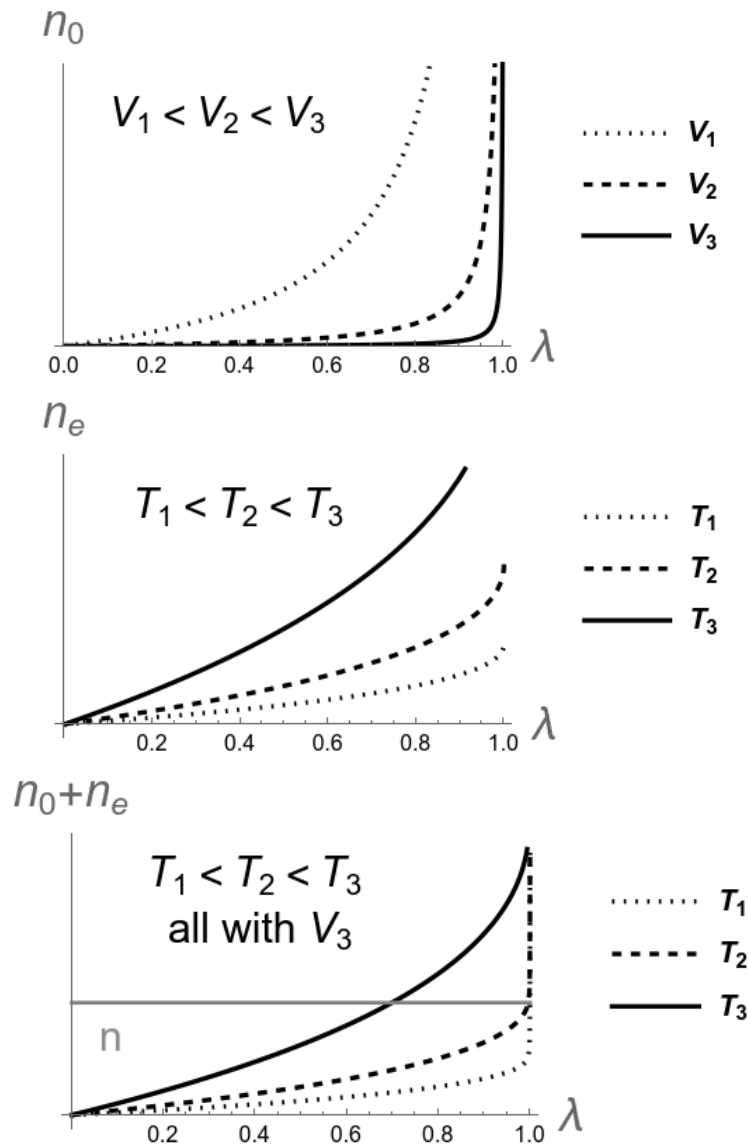 n₀
V₁ < V₂ < V₃
V₁
V₂
V₃
0.0 0.2 0.4 0.6 0.8 1.0 λ
nₑ
T₁ < T₂ < T₃
T₁
T₂
T₃
0.2 0.4 0.6 0.8 1.0 λ
n₀+nₑ
T₁ < T₂ < T₃
all with V₃
T₁
T₂
T₃
n
0.2 0.4 0.6 0.8 1.0 λ